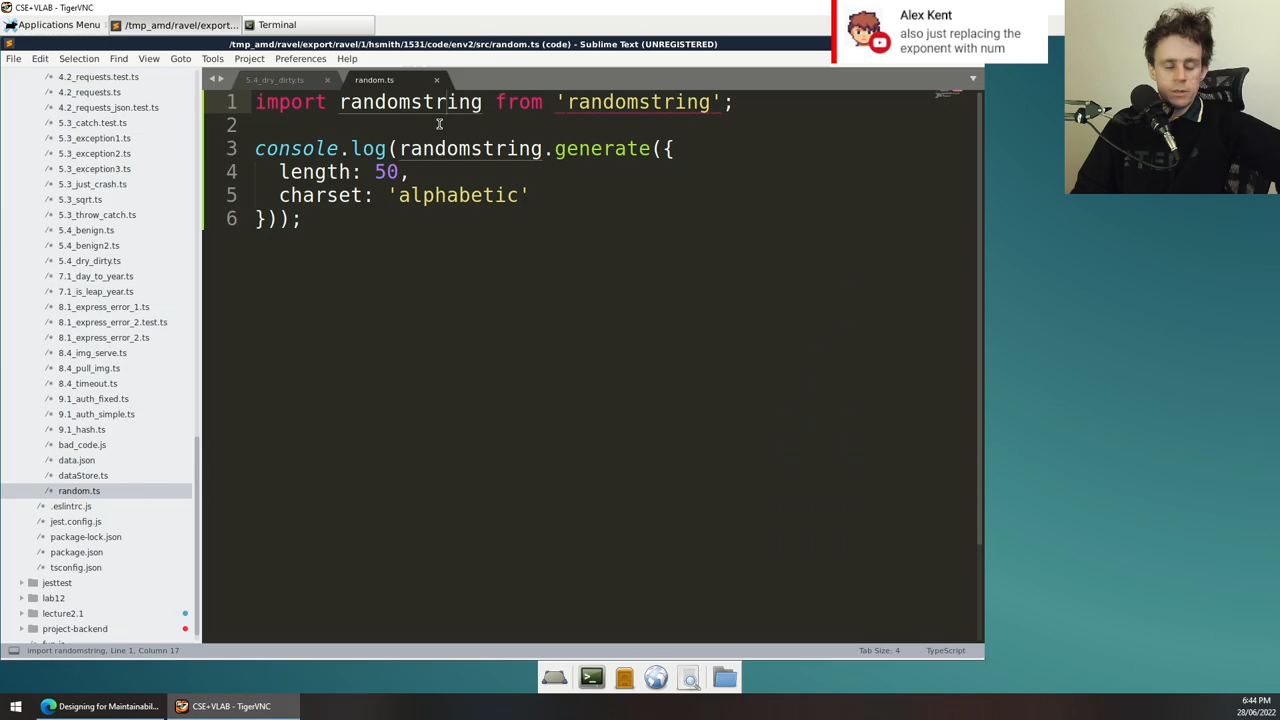 CSE+VLAB - TigerVNC
Applications Menu
/tmp_amd/ravel/export...
Terminal
/tmp_amd/ravel/export/ravel/1/hsmith/1531/code/env2/src/random.ts (code) - Sublime Text (UNREGISTERED)
Alex Kent
also just replacing the
exponent with num
File Edit Selection Find View Goto Tools Project Preferences Help
5.4_dry_dirty.ts
random.ts
4.2_requests.test.ts
4.2_requests.ts
4.2_requests_json.test.ts
5.3_catch.test.ts
5.3_exception1.ts
5.3_exception2.ts
5.3_exception3.ts
5.3_just_crash.ts
5.3_sqrt.ts
5.3_throw_catch.ts
5.4_benign.ts
5.4_benign2.ts
5.4_dry_dirty.ts
7.1_day_to_year.ts
7.1_is_leap_year.ts
8.1_express_error_1.ts
8.1_express_error_2.test.ts
8.1_express_error_2.ts
8.4_img_serve.ts
8.4_pull_img.ts
8.4_timeout.ts
9.1_auth_fixed.ts
9.1_auth_simple.ts
9.1_hash.ts
bad_code.js
data.json
dataStore.ts
random.ts
.eslintrc.js
jest.config.js
package-lock.json
package.json
tsconfig.json
jesttest
lab12
lecture2.1
project-backend
1 import randomstring from 'randomstring';
2
3 console.log(randomstring.generate({
4 length: 50,
5 charset: 'alphabetic'
6 }));
import randomstring, Line 1, Column 17
Tab Size: 4
TypeScript
Designing for Maintainabil...
CSE+VLAB - TigerVNC
6:44 PM
28/06/2022